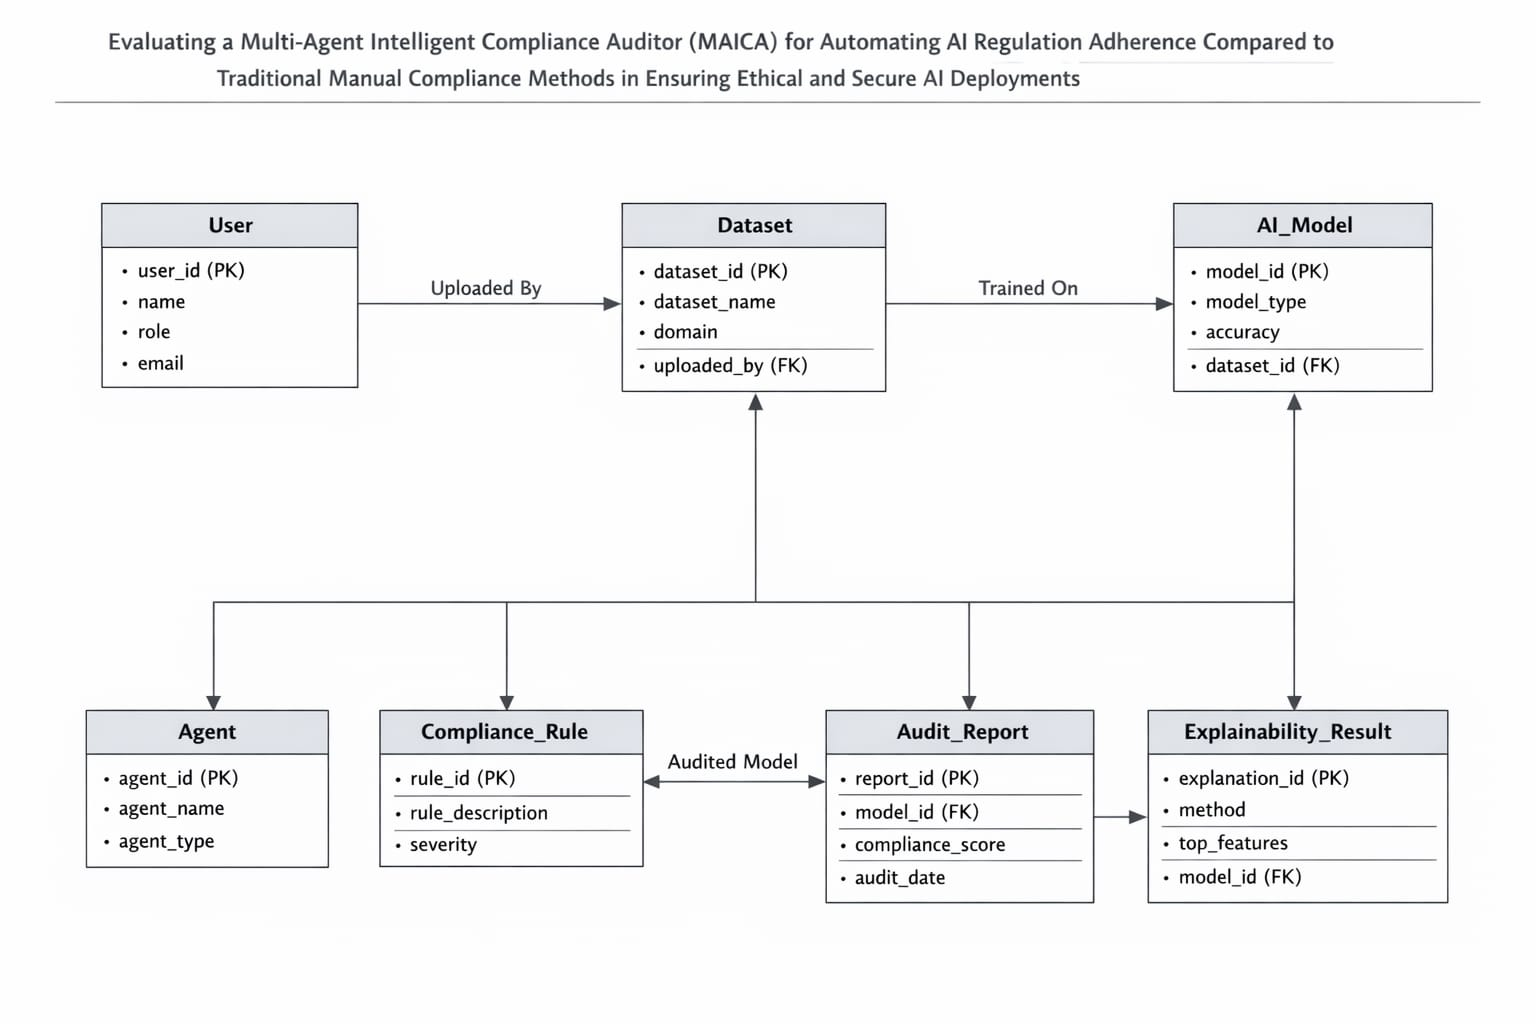 Evaluating a Multi-Agent Intelligent Compliance Auditor (MAICA) for Automating AI Regulation Adherence Compared to
Traditional Manual Compliance Methods in Ensuring Ethical and Secure AI Deployments
User
• user_id (PK)
• name
• role
• email
Uploaded By
Dataset
• dataset_id (PK)
• dataset_name
• domain
• uploaded_by (FK)
Trained On
AI_Model
• model_id (PK)
• model_type
• accuracy
• dataset_id (FK)
Agent
• agent_id (PK)
• agent_name
• agent_type
Compliance_Rule
• rule_id (PK)
• rule_description
• severity
Audited Model
Audit_Report
• report_id (PK)
• model_id (FK)
• compliance_score
• audit_date
Explainability_Result
• explanation_id (PK)
• method
• top_features
• model_id (FK)